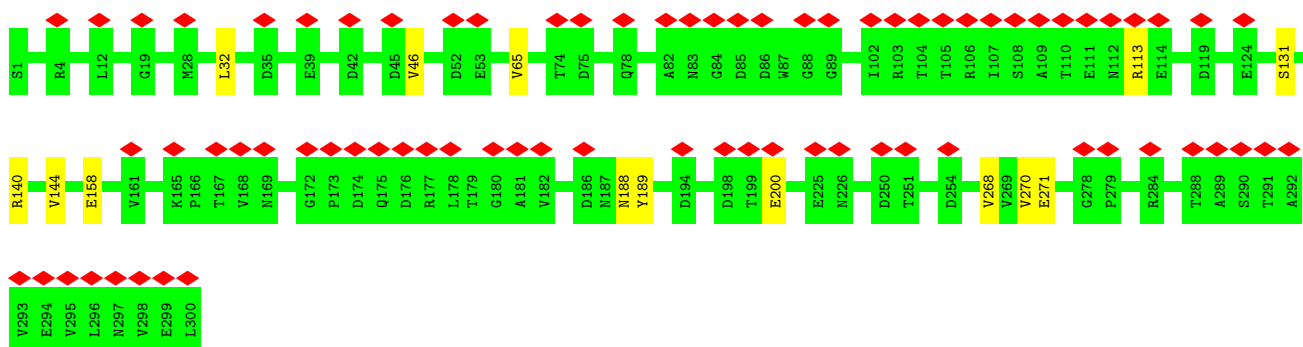 S1 R4 L12 G19 M28 L32 D35 E39 D42 D45 V46 D52 E53 V65 T74 D75 Q78 A82 N83 G84 D85 D86 W87 G88 G89 I102 R103 T104 T105 R106 I107 S108 A109 T110 E111 N112 R113 E114 D119 E124 S131
R140 V144 E158 V161 K165 P166 T167 V168 N169 G172 P173 D174 Q175 D176 R177 L178 T179 G180 A181 V182 D186 N187 N188 Y189 D194 D198 T199 E200 E225 N226 D250 T251 D254 V268 V269 V270 E271 G278 P279 R284 T288 A289 S290 T291 A292
V293 E294 V295 L296 N297 V298 E299 L300